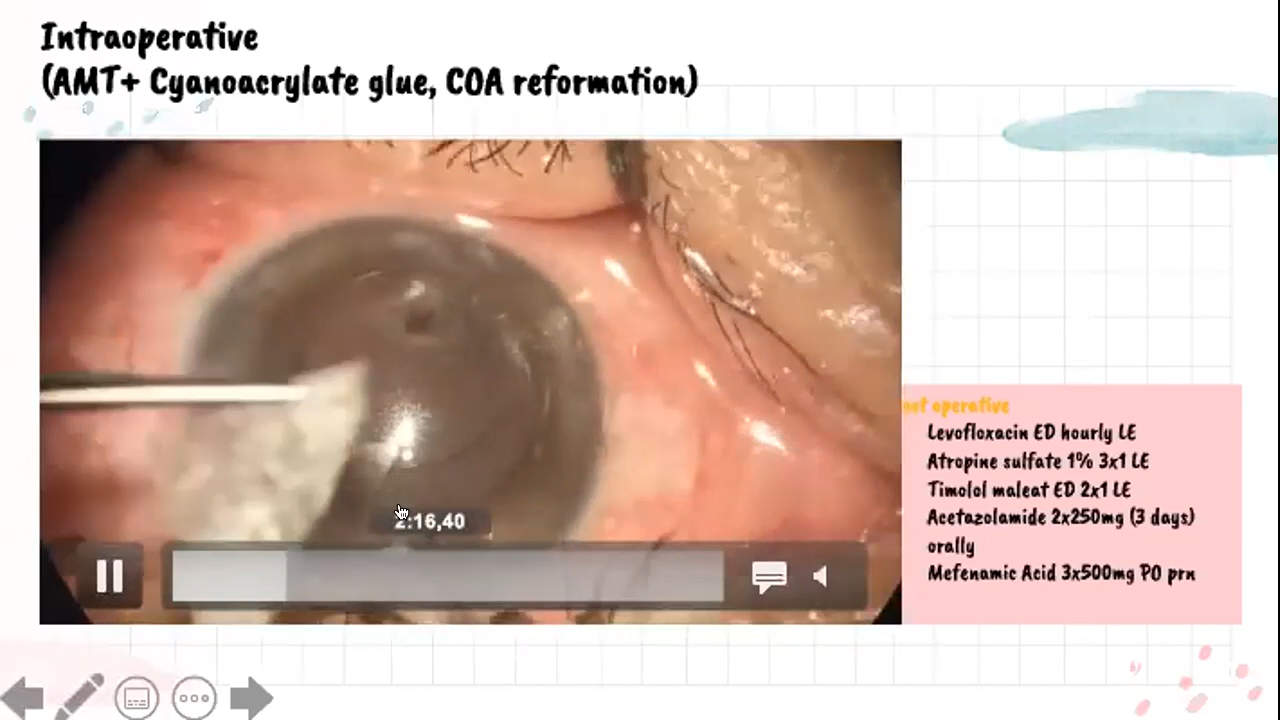 Intraoperative
(AMT+ Cyanoacrylate glue, COA reformation)
2:16,40
operative
Levofloxacin ED hourly LE
Atropine sulfate 1% 3x1 LE
Timolol maleat ED 2x1 LE
Acetazolamide 2x250mg (3 days)
orally
Mefenamic Acid 3x500mg PO prn